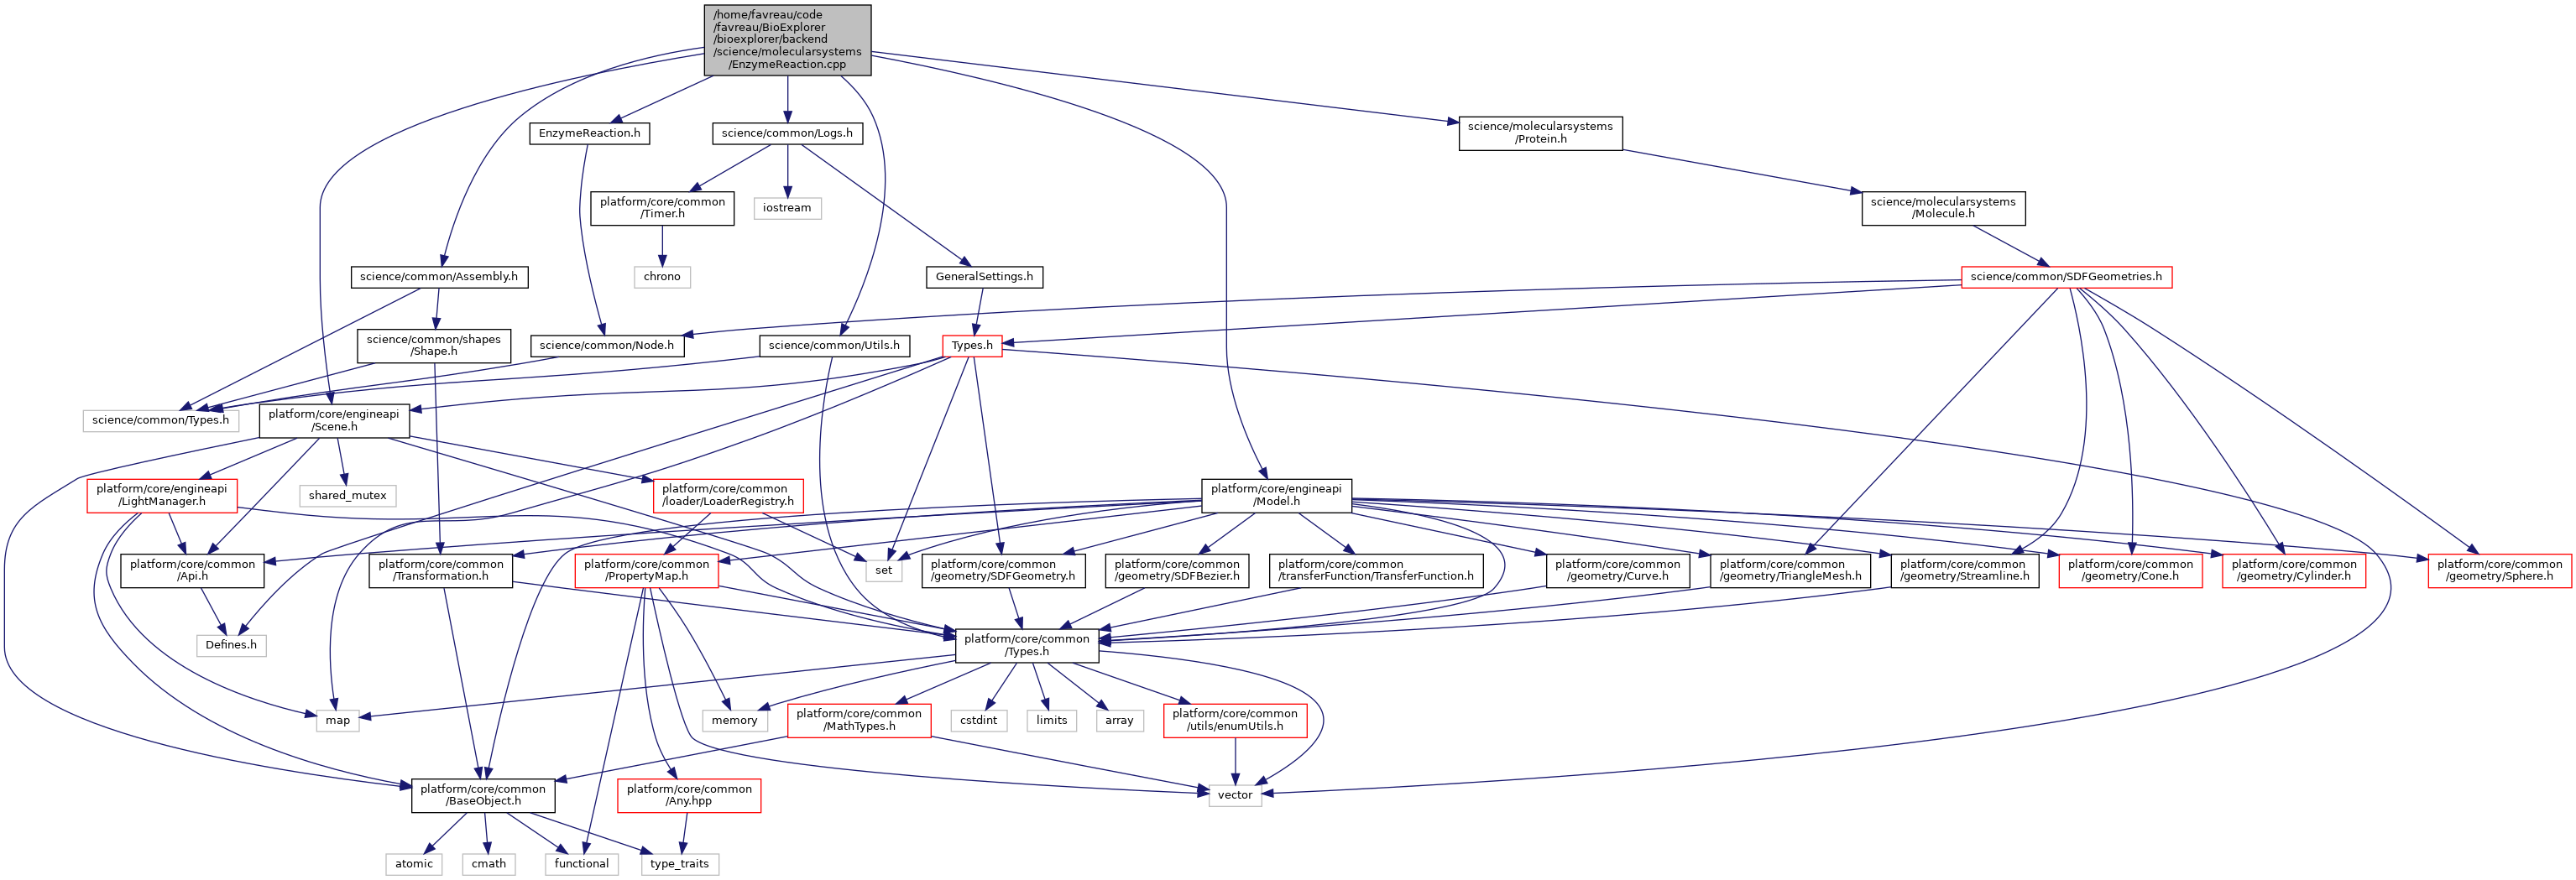 /home/favreau/code
/favreau/BioExplorer
/bioexplorer/backend
/science/molecularsystems
/EnzymeReaction.cpp
EnzymeReaction.h
science/common/Logs.h
science/molecularsystems
/Protein.h
platform/core/common
/Timer.h
iostream
science/molecularsystems
/Molecule.h
science/common/Assembly.h
chrono
GeneralSettings.h
science/common/SDFGeometries.h
science/common/shapes
/Shape.h
science/common/Node.h
science/common/Utils.h
Types.h
science/common/Types.h
platform/core/engineapi
/Scene.h
platform/core/engineapi
/LightManager.h
shared_mutex
platform/core/common
/loader/LoaderRegistry.h
platform/core/engineapi
/Model.h
platform/core/common
/Api.h
platform/core/common
/Transformation.h
platform/core/common
/PropertyMap.h
set
platform/core/common
/geometry/SDFGeometry.h
platform/core/common
/geometry/SDFBezier.h
platform/core/common
/transferFunction/TransferFunction.h
platform/core/common
/geometry/Curve.h
platform/core/common
/geometry/TriangleMesh.h
platform/core/common
/geometry/Streamline.h
platform/core/common
/geometry/Cone.h
platform/core/common
/geometry/Cylinder.h
platform/core/common
/geometry/Sphere.h
Defines.h
platform/core/common
/Types.h
map
memory
platform/core/common
/MathTypes.h
cstdint
limits
array
platform/core/common
/utils/enumUtils.h
platform/core/common
/BaseObject.h
platform/core/common
/Any.hpp
vector
atomic
cmath
functional
type_traits